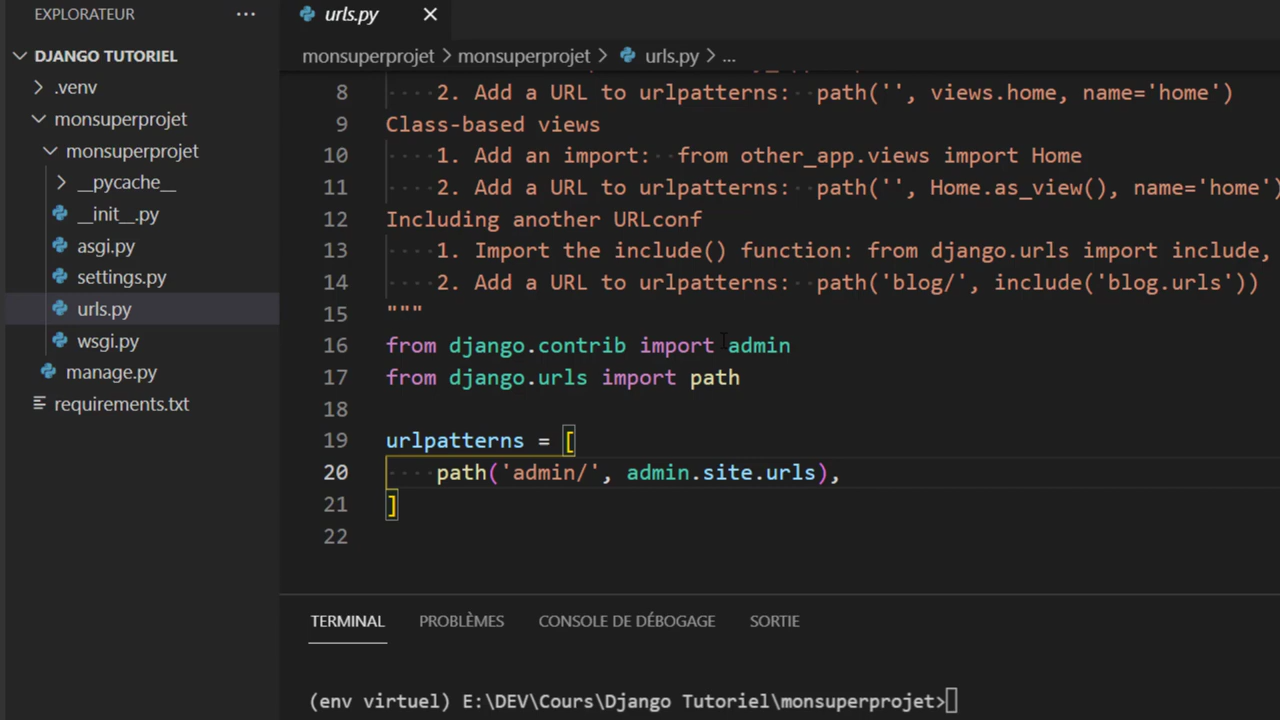 EXPLORATEUR
···
urls.py
DJANGO TUTORIEL
.venv
monsuperprojet
monsuperprojet
__pycache__
__init__.py
asgi.py
settings.py
urls.py
wsgi.py
manage.py
requirements.txt
monsuperprojet > monsuperprojet > urls.py > ...
8 2. Add a URL to urlpatterns:  path('', views.home, name='home')
9 Class-based views
10 1. Add an import:  from other_app.views import Home
11 2. Add a URL to urlpatterns:  path('', Home.as_view(), name='home')
12 Including another URLconf
13 1. Import the include() function: from django.urls import include,
14 2. Add a URL to urlpatterns:  path('blog/', include('blog.urls'))
15 """
16 from django.contrib import admin
17 from django.urls import path
18
19 urlpatterns = [
20 path('admin/', admin.site.urls),
21 ]
22
TERMINAL PROBLÈMES CONSOLE DE DÉBOGAGE SORTIE
(env virtuel) E:\DEV\Cours\Django Tutoriel\monsuperprojet>